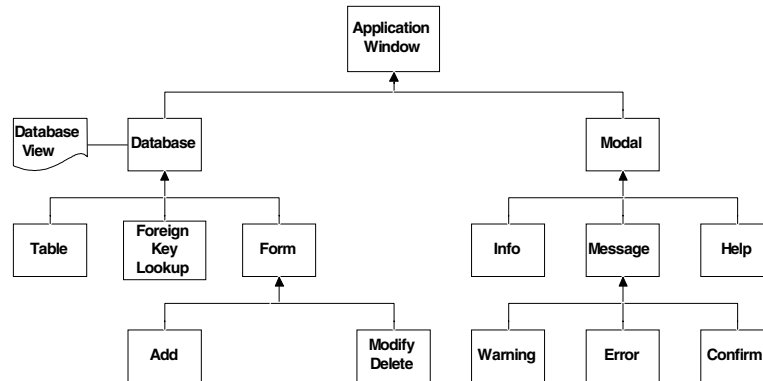 Application
Window
Database
View
Database
Modal
Table
Foreign
Key
Lookup
Form
Info
Message
Help
Add
Modify
Delete
Warning
Error
Confirm